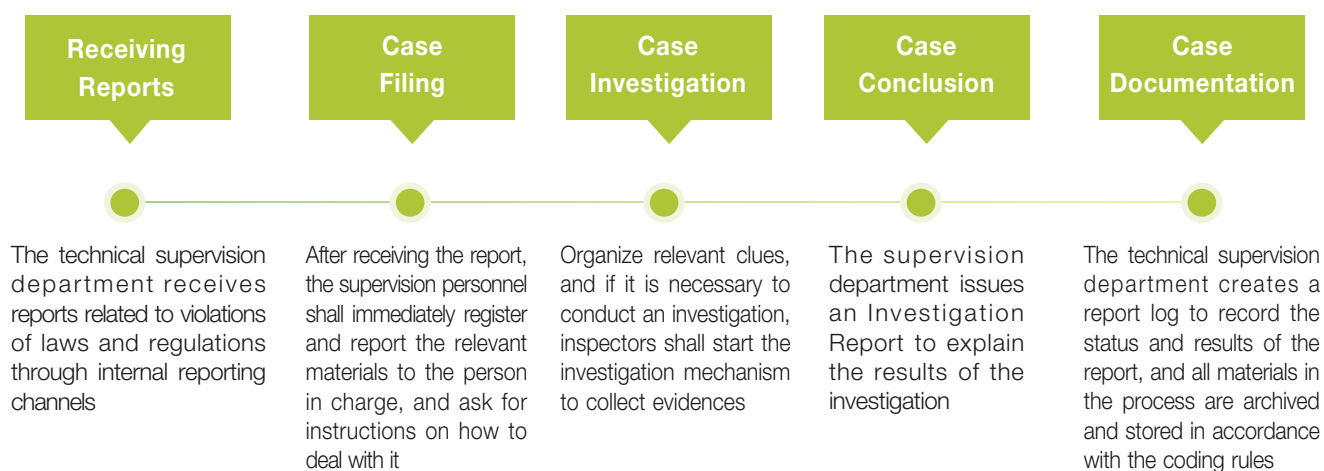 Receiving
Reports
Case
Filing
Case
Investigation
Case
Conclusion
Case
Documentation
The technical supervision
department receives
reports related to violations
of laws and regulations
through internal reporting
channels
After receiving the report,
the supervision personnel
shall immediately register
and report the relevant
materials to the person
in charge, and ask for
instructions on how to
deal with it
Organize relevant clues,
and if it is necessary to
conduct an investigation,
inspectors shall start the
investigation mechanism
to collect evidences
The supervision
department issues
an Investigation
Report to explain
the results of the
investigation
The technical supervision
department creates a
report log to record the
status and results of the
report, and all materials in
the process are archived
and stored in accordance
with the coding rules